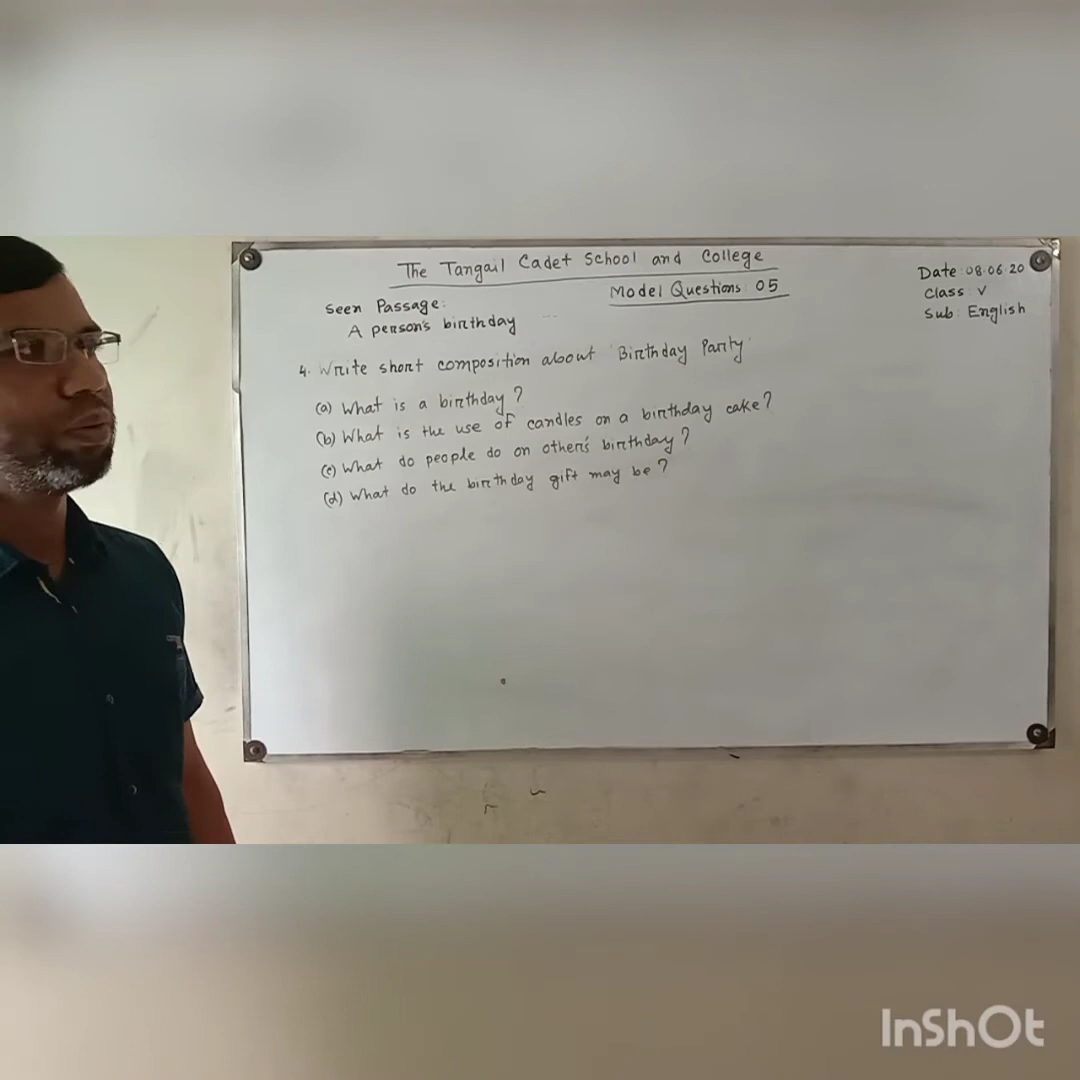 The Tangail Cadet School and College
Model Questions: 05
Date: 08.06.20
Class: V
Sub: English
Seen Passage:
A person's birthday
4. Write short composition about 'Birthday Party'
(a) What is a birthday?
(b) What is the use of candles on a birthday cake?
(c) What do people do on other's birthday?
(d) What do the birthday gift may be?
InShOt